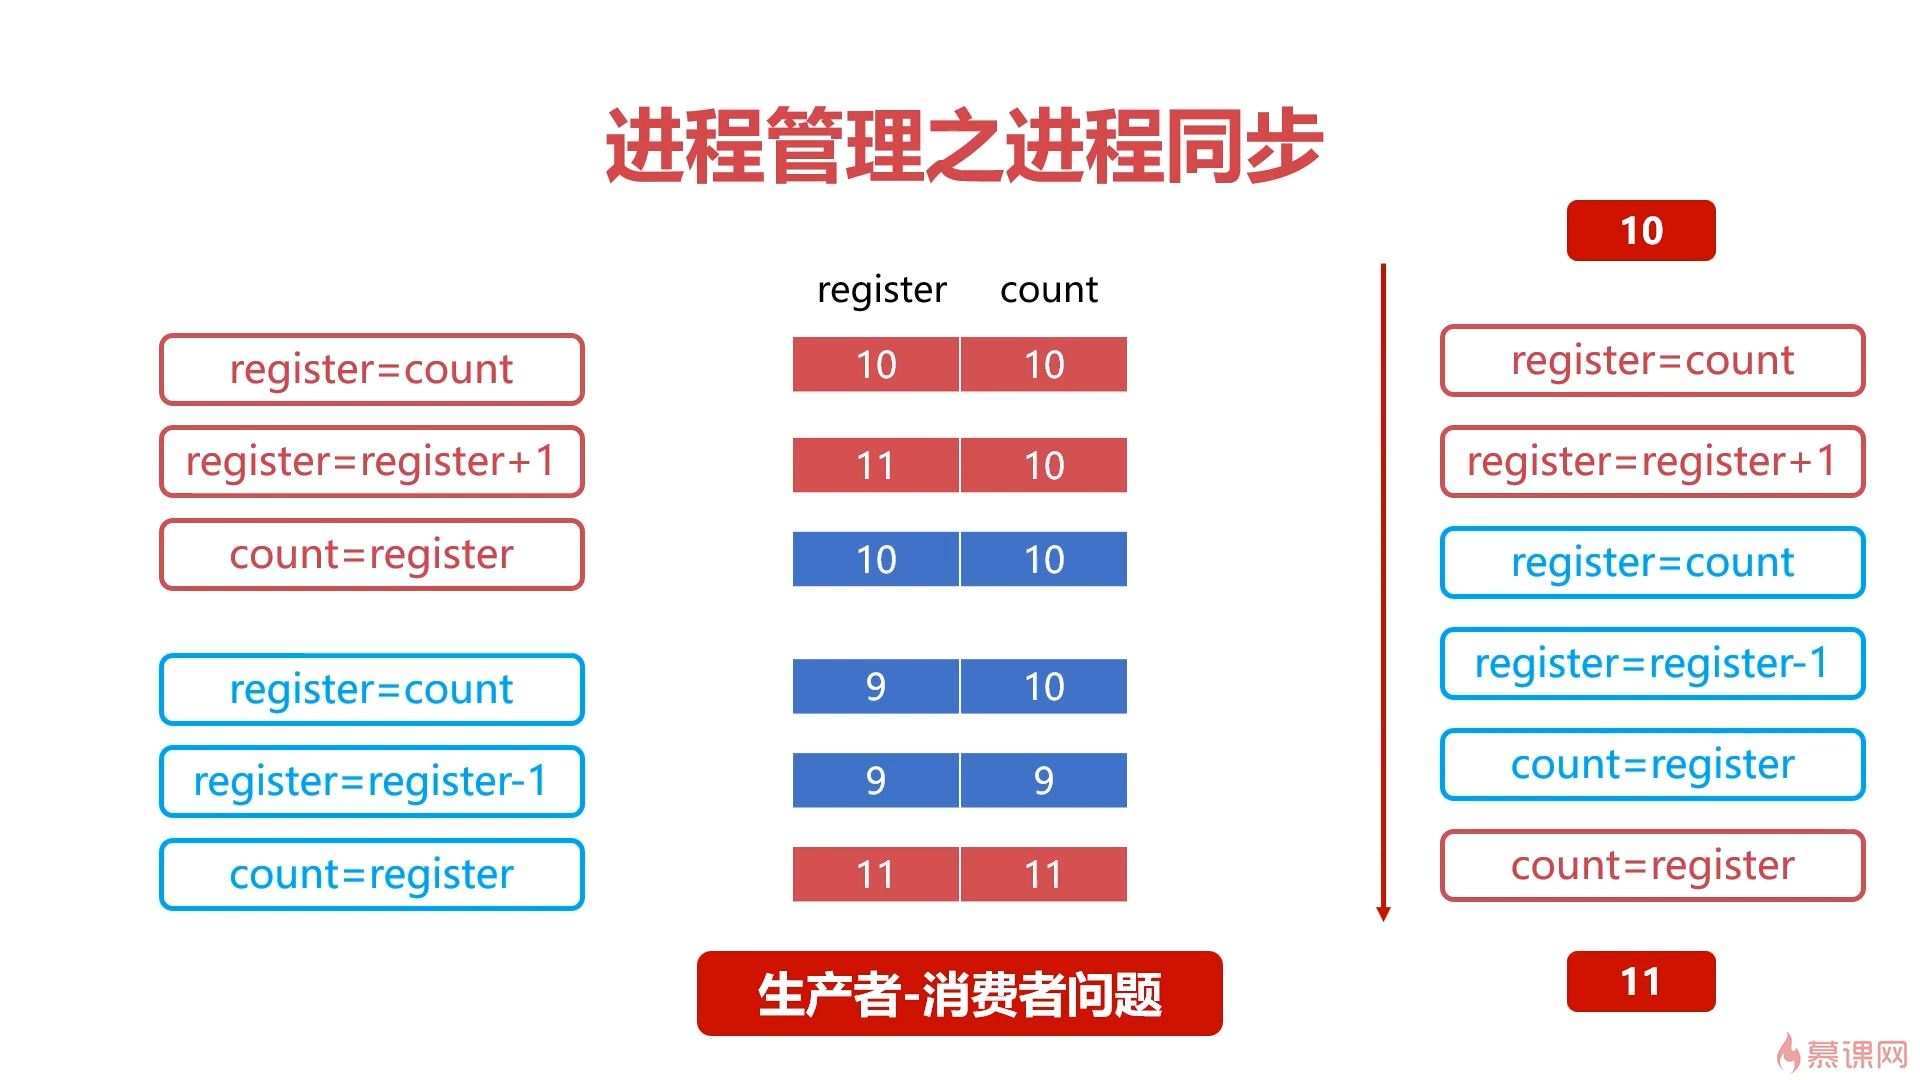 进程管理之进程同步
register=count
register=register+1
count=register
register=count
register=register-1
count=register
register count
10 10
11 10
10 10
9 10
9 9
11 11
生产者-消费者问题
10
register=count
register=register+1
register=count
register=register-1
count=register
count=register
11
慕课网